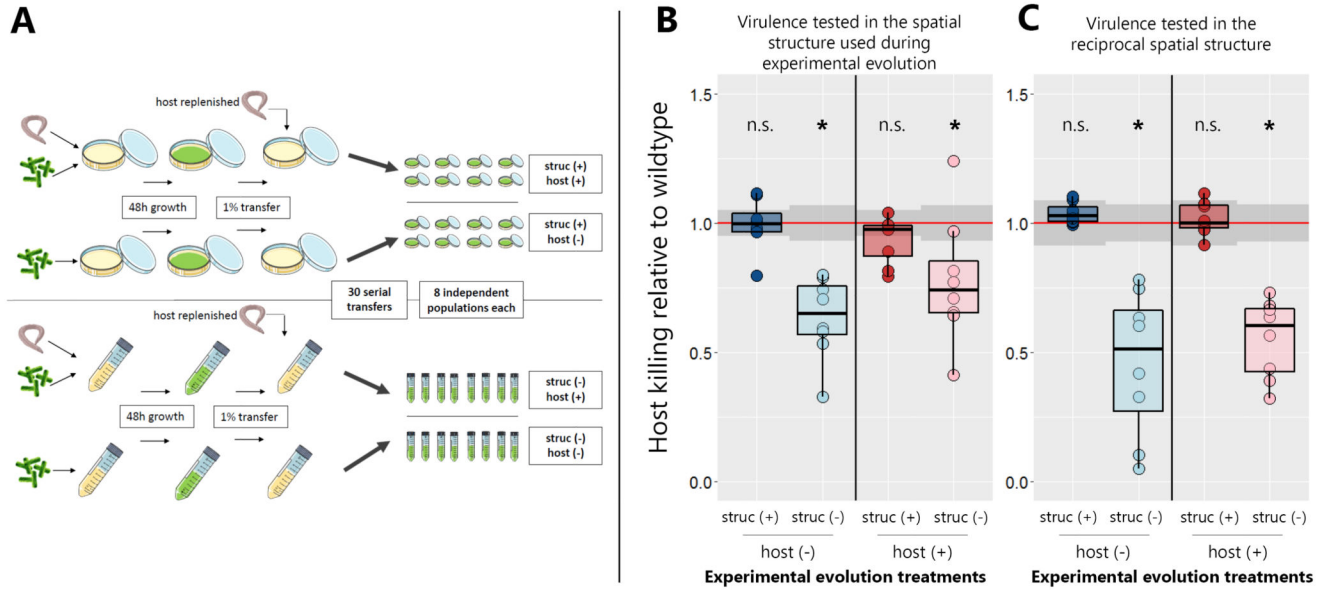 A
host replenished
48h growth
1% transfer
struc (+)
host (+)
struc (+)
host (-)
30 serial
transfers
8 independent
populations each
host replenished
48h growth
1% transfer
struc (-)
host (+)
struc (-)
host (-)
B
Virulence tested in the spatial
structure used during
experimental evolution
Host killing relative to wildtype
1.5
1.0
0.5
0.0
n.s.
*
n.s.
*
struc (+)
struc (-)
struc (+)
struc (-)
host (-)
host (+)
Experimental evolution treatments
C
Virulence tested in the
reciprocal spatial structure
1.5
1.0
0.5
0.0
n.s.
*
n.s.
*
struc (+)
struc (-)
struc (+)
struc (-)
host (-)
host (+)
Experimental evolution treatments